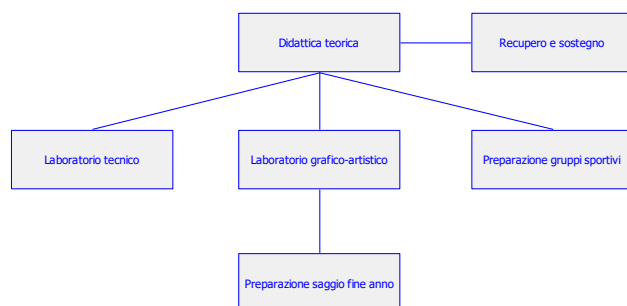 Didattica teorica
Recupero e sostegno
Laboratorio tecnico
Laboratorio grafico-artistico
Preparazione gruppi sportivi
Preparazione saggio fine anno